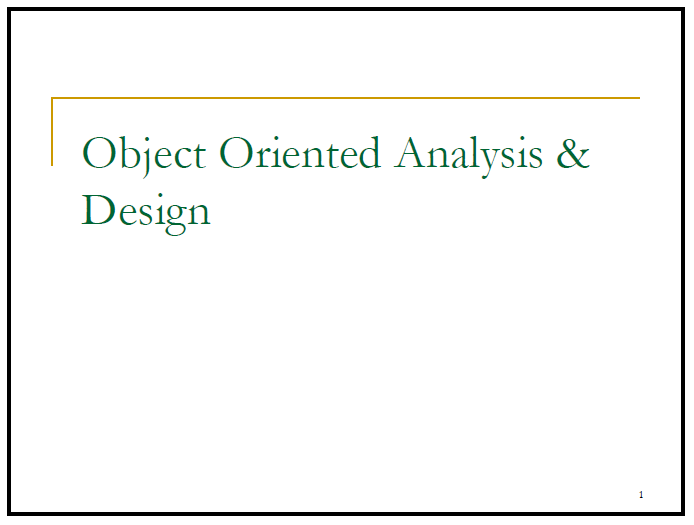 Object Oriented Analysis &
Design
1